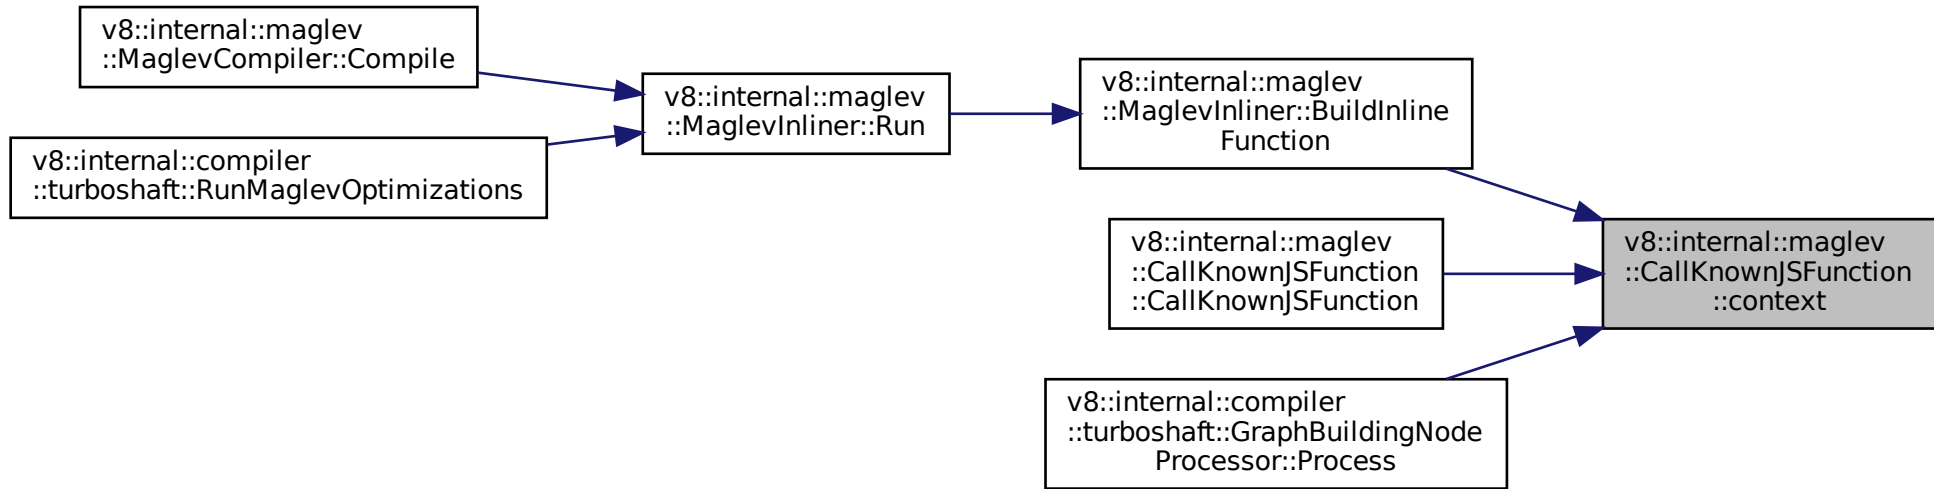 v8::internal::maglev
::MaglevCompiler::Compile
v8::internal::compiler
::turboshaft::RunMaglevOptimizations
v8::internal::maglev
::MaglevInliner::Run
v8::internal::maglev
::MaglevInliner::BuildInline
Function
v8::internal::maglev
::CallKnownJSFunction
::CallKnownJSFunction
v8::internal::compiler
::turboshaft::GraphBuildingNode
Processor::Process
v8::internal::maglev
::CallKnownJSFunction
::context